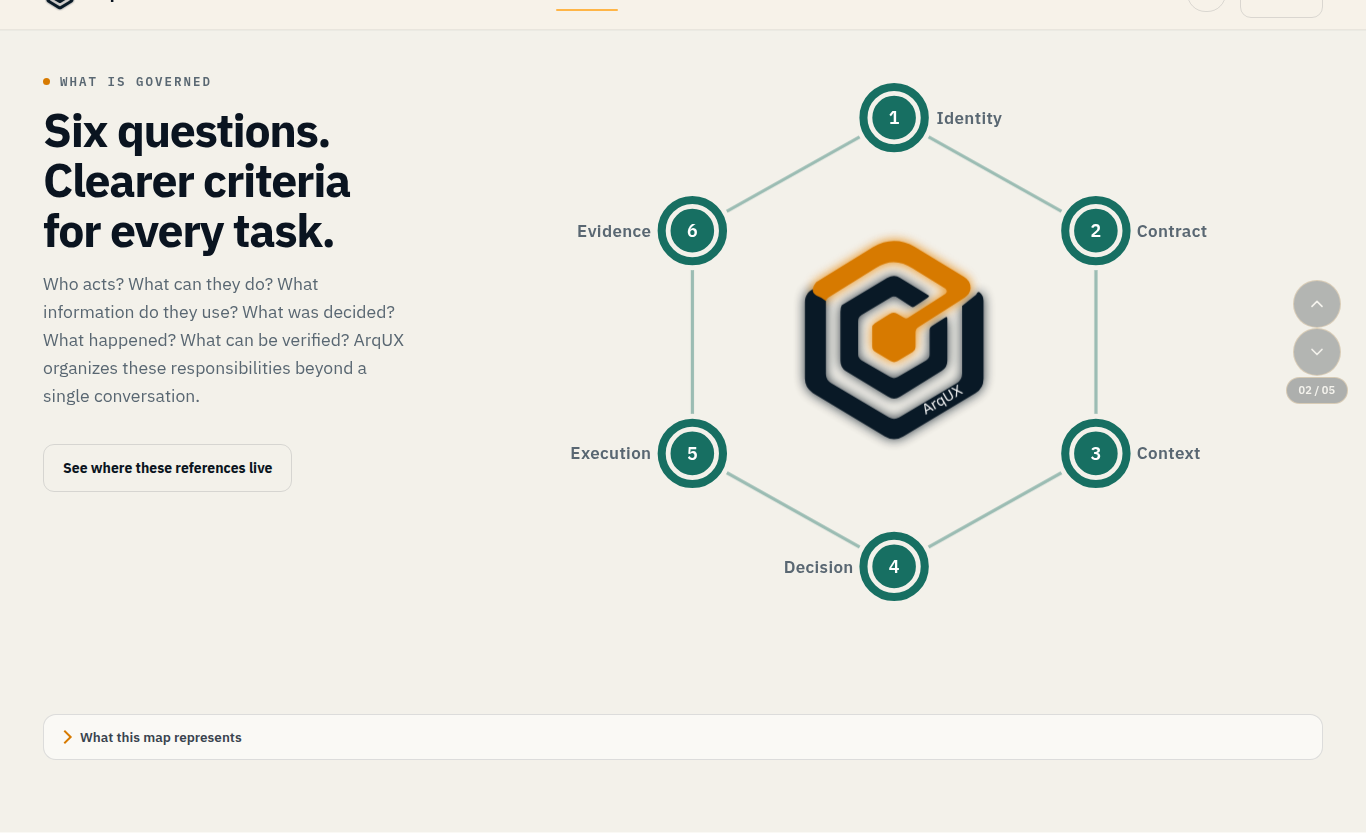 WHAT IS GOVERNED
Six questions.
Clearer criteria
for every task.
Who acts? What can they do? What
information do they use? What was decided?
What happened? What can be verified? ArqUX
organizes these responsibilities beyond a
single conversation.
See where these references live
1 Identity
Evidence 6
2 Contract
ArqUX
Execution 5
3 Context
Decision 4
02 / 05
What this map represents